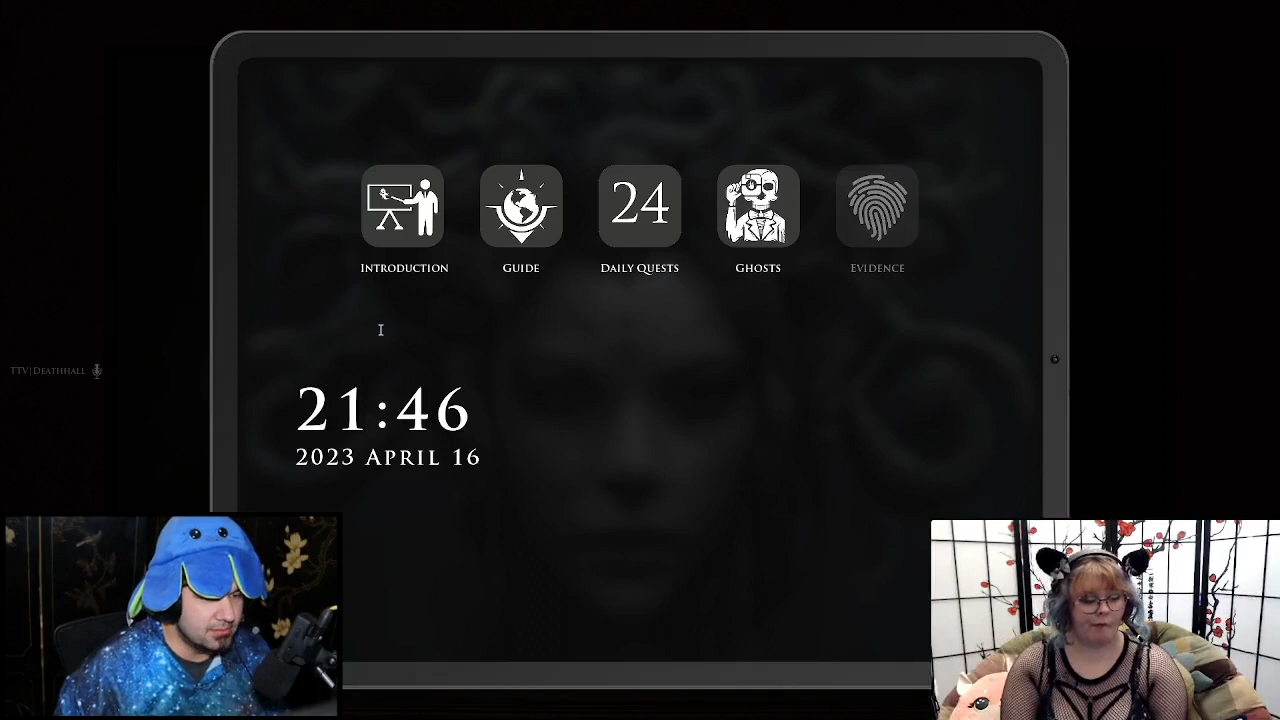 24
INTRODUCTION
GUIDE
DAILY QUESTS
GHOSTS
EVIDENCE
TTV|DEATHHALL
21:46
2023 APRIL 16